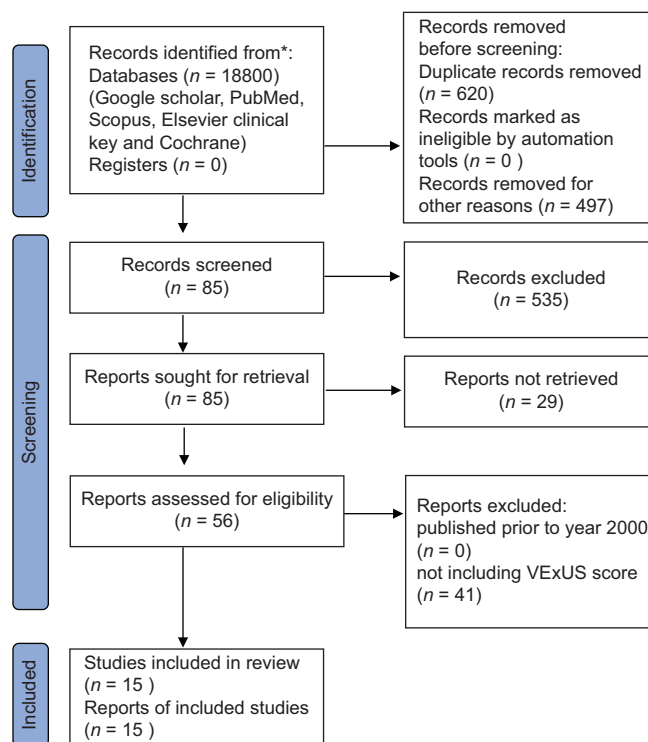 Identification
Records identified from*:
Databases (n = 18800)
(Google scholar, PubMed,
Scopus, Elsevier clinical
key and Cochrane)
Registers (n = 0)
Records removed
before screening:
Duplicate records removed
(n = 620)
Records marked as
ineligible by automation
tools (n = 0 )
Records removed for
other reasons (n = 497)
Screening
Records screened
(n = 85)
Records excluded
(n = 535)
Reports sought for retrieval
(n = 85)
Reports not retrieved
(n = 29)
Reports assessed for eligibility
(n = 56)
Reports excluded:
published prior to year 2000
(n = 0)
not including VExUS score
(n = 41)
Included
Studies included in review
(n = 15 )
Reports of included studies
(n = 15 )